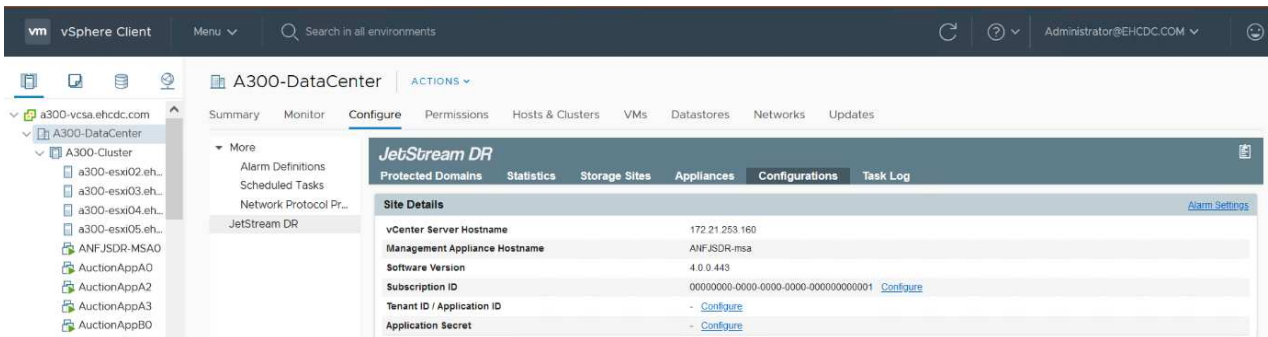 vm vSphere Client Menu Search in all environments Administrator@EHCDC.COM
A300-DataCenter ACTIONS
Summary Monitor Configure Permissions Hosts & Clusters VMs Datastores Networks Updates
a300-vcsa.ehcdc.com
A300-DataCenter
A300-Cluster
a300-esxi02.eh...
a300-esxi03.eh...
a300-esxi04.eh...
a300-esxi05.eh...
ANFJSDR-MSA0
AuctionAppA0
AuctionAppA2
AuctionAppA3
AuctionAppB0
More
Alarm Definitions
Scheduled Tasks
Network Protocol Pr...
JetStream DR
JetStream DR
Protected Domains Statistics Storage Sites Appliances Configurations Task Log
Site Details Alarm Settings
vCenter Server Hostname 172.21.253.160
Management Appliance Hostname ANFJSDR-msa
Software Version 4.0.0.443
Subscription ID 00000000-0000-0000-0000-000000000001 Configure
Tenant ID / Application ID - Configure
Application Secret - Configure